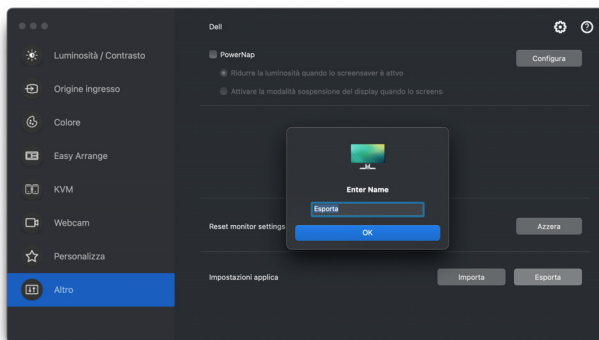 Dell
PowerNap
Configura
Ridurre la luminosità quando lo screensaver è attvo
Attivare la modalità sospensione del display quando lo screens:
Luminosità / Contrasto
Origine ingresso
Colore
Easy Arrange
KVM
Webcam
Personalizza
Altro
Enter Name
Esporta
OK
Reset monitor settings
Azzera
Impostazioni applica
Importa
Esporta